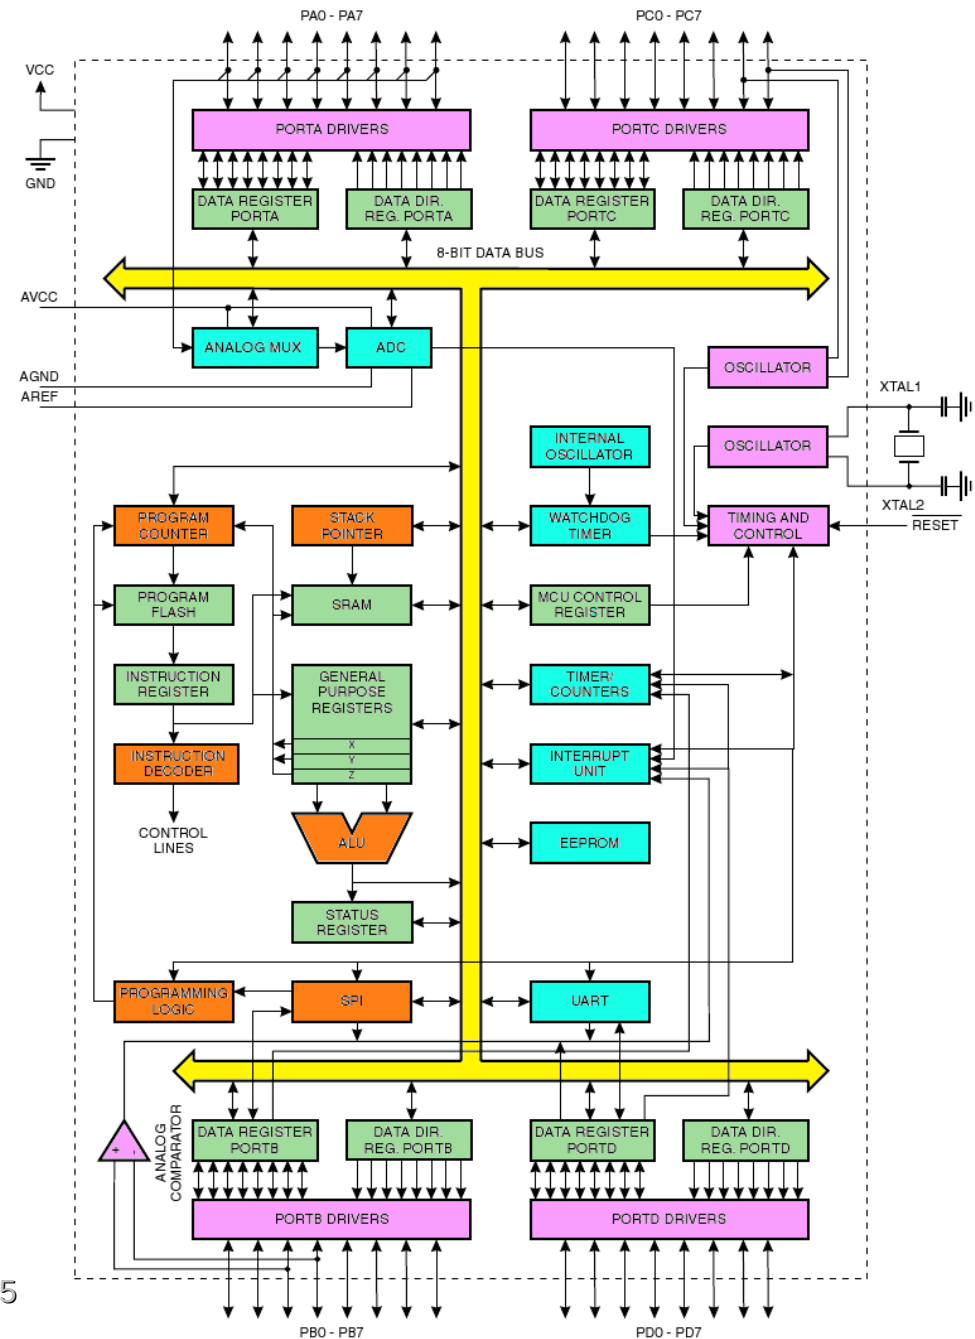 PA0 - PA7
PC0 - PC7
VCC
GND
PORTA DRIVERS
PORTC DRIVERS
DATA REGISTER
PORTA
DATA DIR.
REG. PORTA
DATA REGISTER
PORTC
DATA DIR.
REG. PORTC
8-BIT DATA BUS
AVCC
ANALOG MUX
ADC
AGND
AREF
OSCILLATOR
XTAL1
OSCILLATOR
XTAL2
RESET
INTERNAL
OSCILLATOR
PROGRAM
COUNTER
STACK
POINTER
WATCHDOG
TIMER
TIMING AND
CONTROL
PROGRAM
FLASH
SRAM
MCU CONTROL
REGISTER
INSTRUCTION
REGISTER
GENERAL
PURPOSE
REGISTERS
X
Y
Z
TIMER/
COUNTERS
INSTRUCTION
DECODER
INTERRUPT
UNIT
CONTROL
LINES
ALU
EEPROM
STATUS
REGISTER
PROGRAMMING
LOGIC
SPI
UART
ANALOG
COMPARATOR
+
-
DATA REGISTER
PORTB
DATA DIR.
REG. PORTB
DATA REGISTER
PORTD
DATA DIR.
REG. PORTD
PORTB DRIVERS
PORTD DRIVERS
5
PB0 - PB7
PD0 - PD7